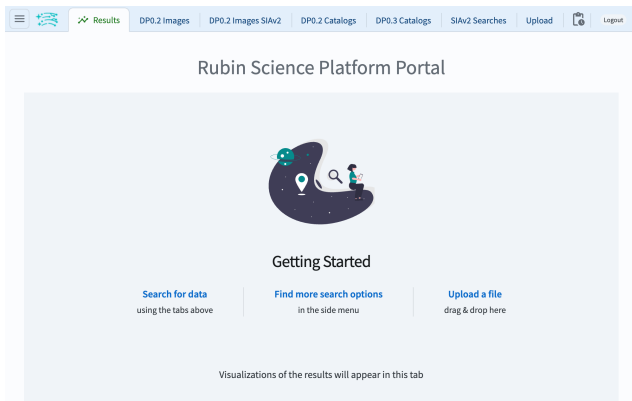 Results DP0.2 Images DP0.2 Images SIAv2 DP0.2 Catalogs DP0.3 Catalogs SIAv2 Searches Upload Logout
Rubin Science Platform Portal
Getting Started
Search for data Find more search options Upload a file
using the tabs above in the side menu drag & drop here
Visualizations of the results will appear in this tab